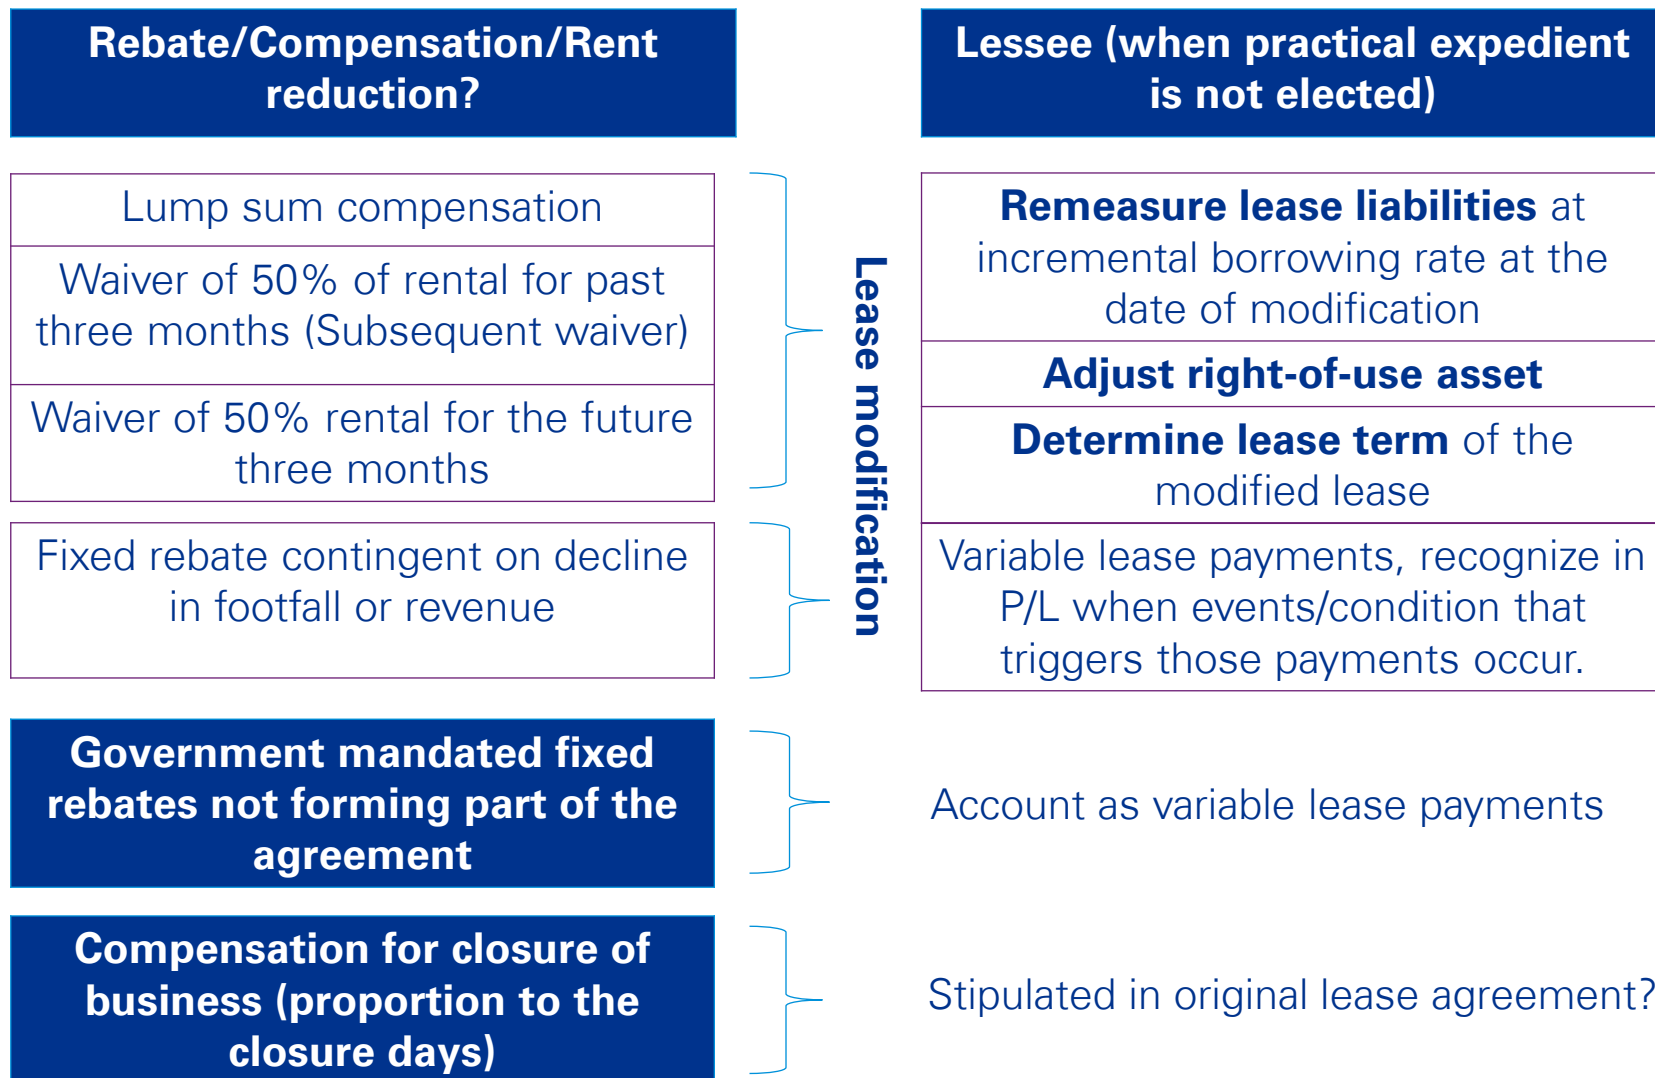 Rebate/Compensation/Rent
reduction?
Lump sum compensation
Waiver of 50% of rental for past
three months (Subsequent waiver)
Waiver of 50% rental for the future
three months
Fixed rebate contingent on decline
in footfall or revenue
Government mandated fixed
rebates not forming part of the
agreement
Compensation for closure of
business (proportion to the
closure days)
Lease modification
Lessee (when practical expedient
is not elected)
Remeasure lease liabilities at
incremental borrowing rate at the
date of modification
Adjust right-of-use asset
Determine lease term of the
modified lease
Variable lease payments, recognize in
P/L when events/condition that
triggers those payments occur.
Account as variable lease payments
Stipulated in original lease agreement?